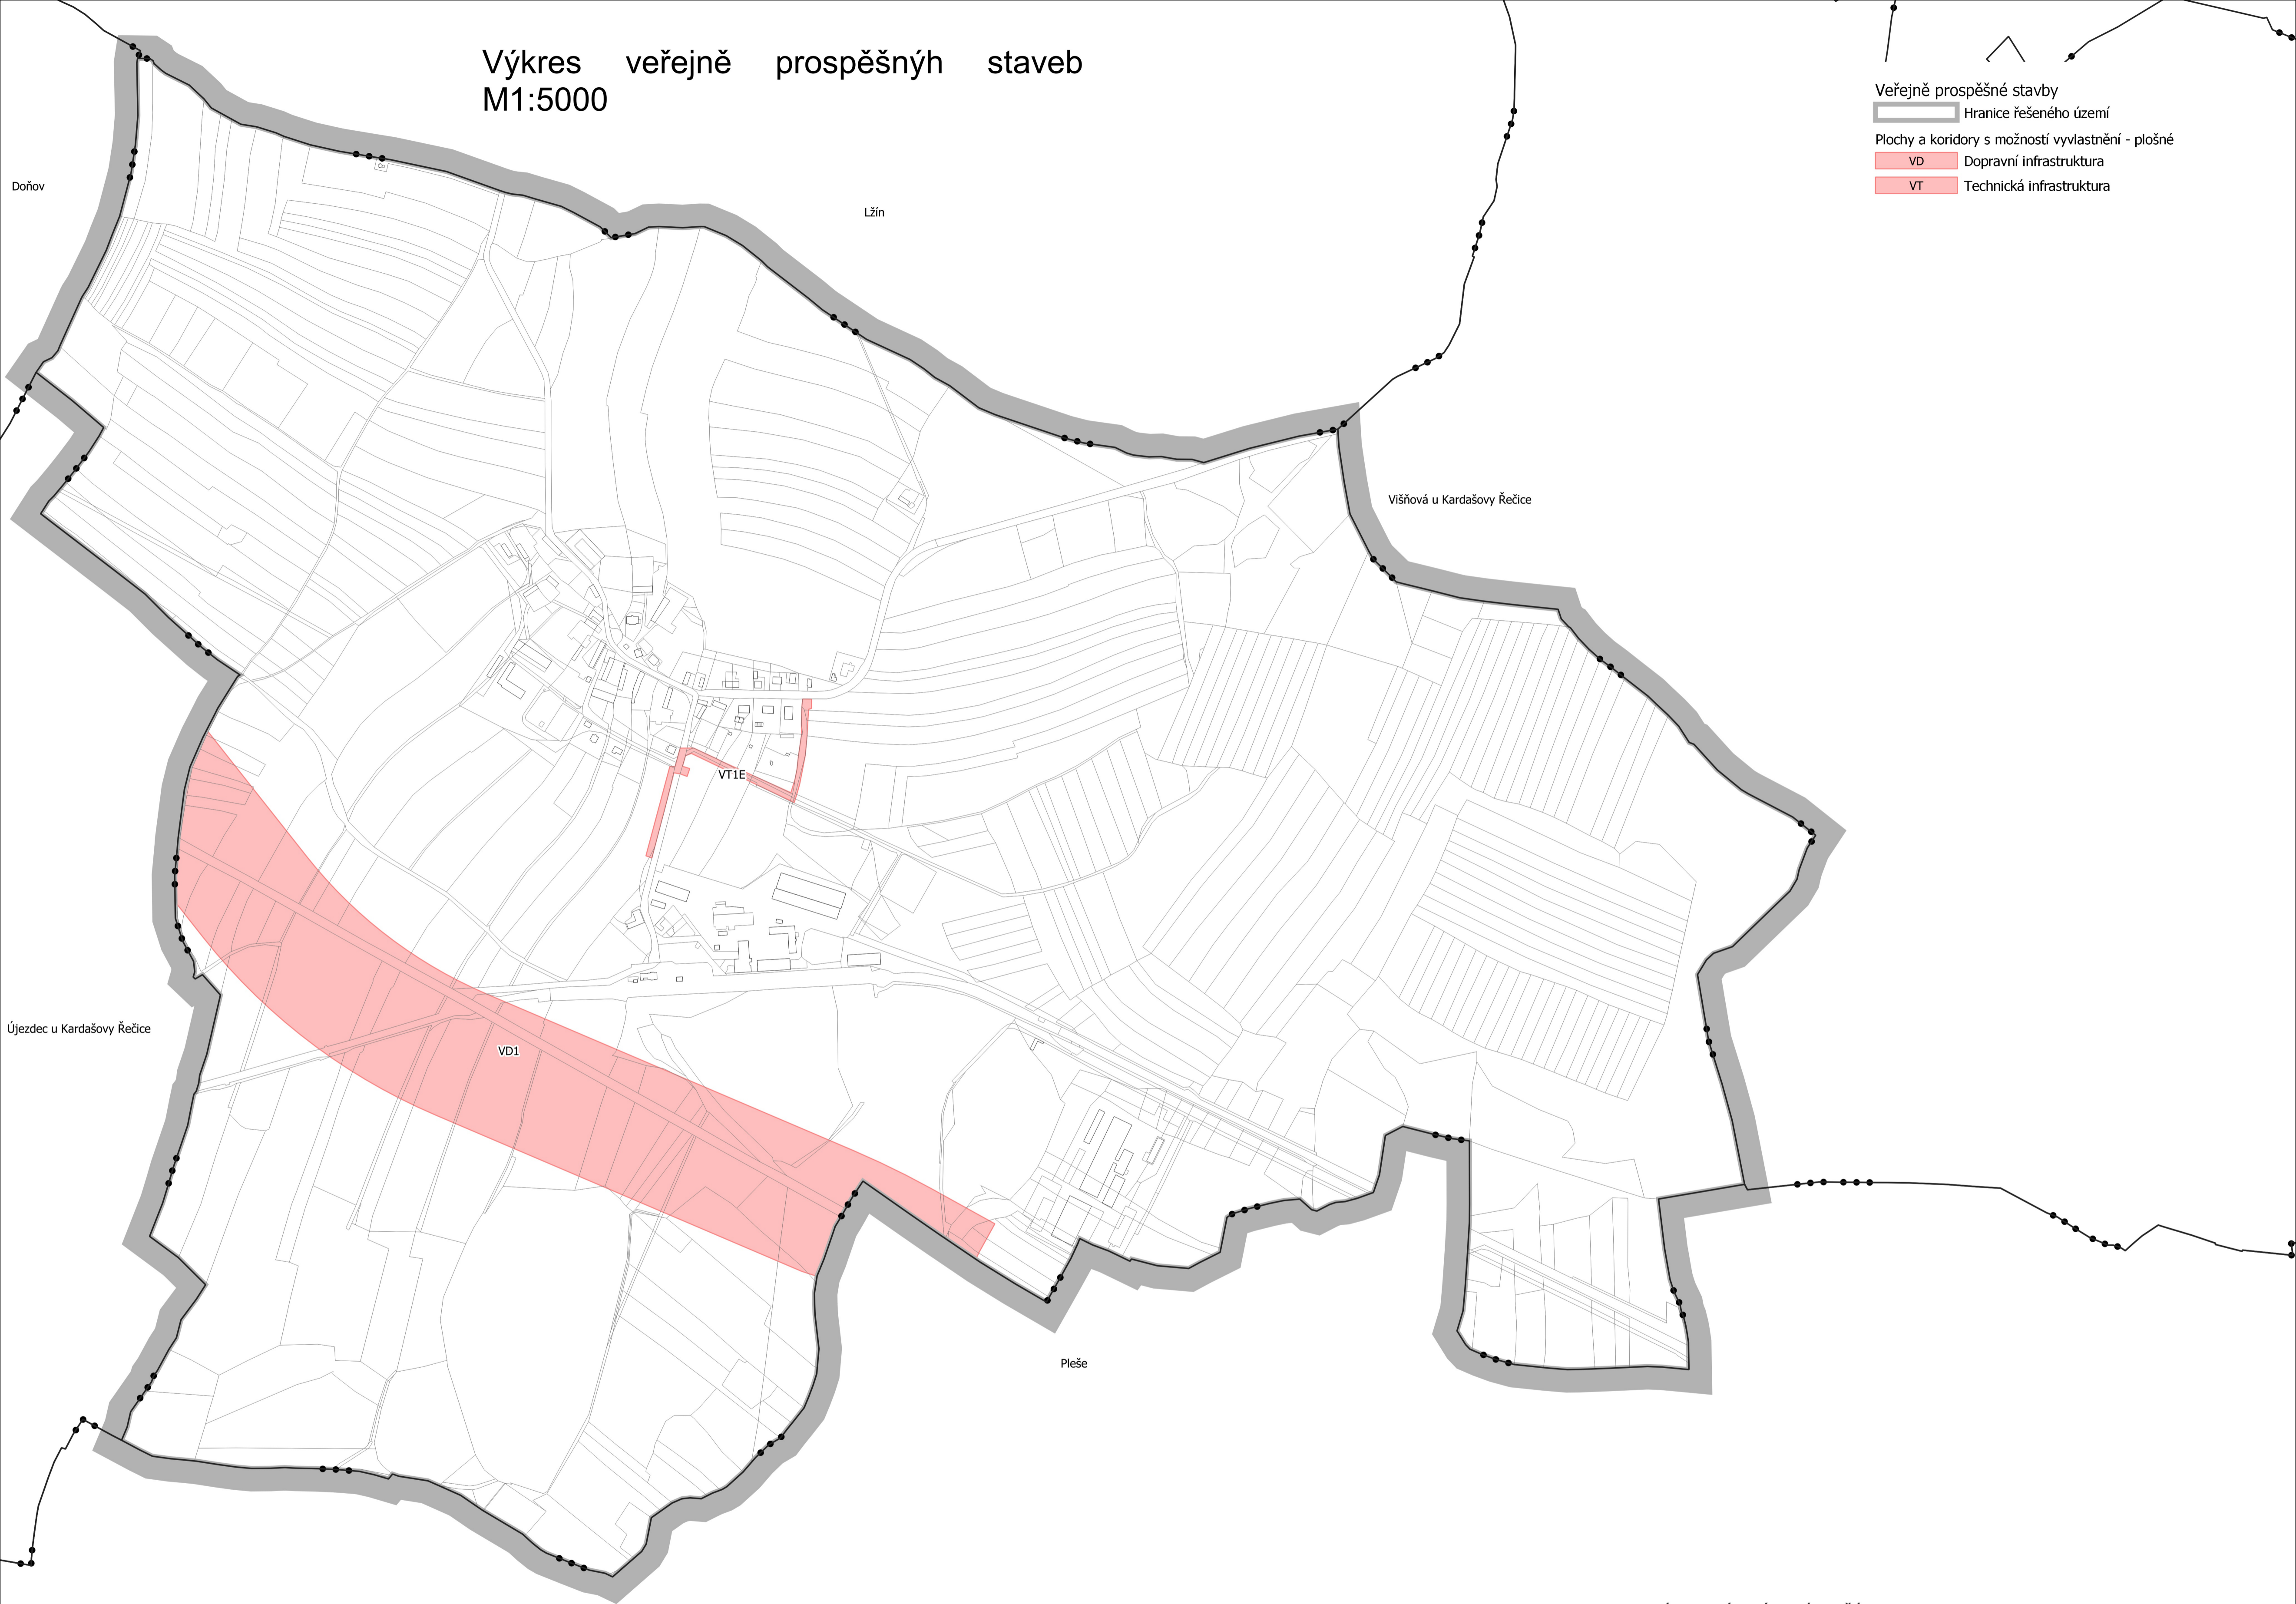 Výkres veřejně prospěšnýh staveb
M1:5000
Veřejně prospěšné stavby
Hranice řešeného území
Plochy a koridory s možností vyvlastnění - plošné
VD Dopravní infrastruktura
VT Technická infrastruktura
Doňov
Lžín
Višňová u Kardašovy Řečice
VT1E
Újezdec u Kardašovy Řečice
VD1
Pleše